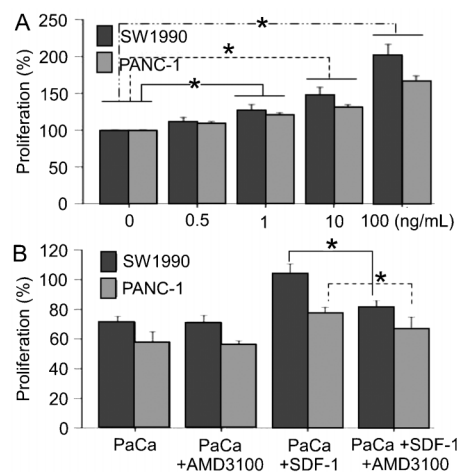 A
250
200
150
100
50
0
Proliferation (%)
SW1990
PANC-1
*
*
*
0 0.5 1 10 100 (ng/mL)
B
120
100
80
60
40
20
0
Proliferation (%)
SW1990
PANC-1
*
*
PaCa
PaCa
+AMD3100
PaCa
+SDF-1
PaCa +SDF-1
+AMD3100